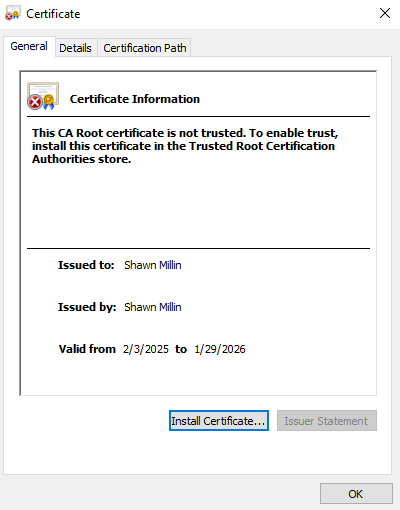 Certificate
General Details Certification Path
Certificate Information
This CA Root certificate is not trusted. To enable trust,
install this certificate in the Trusted Root Certification
Authorities store.
Issued to: Shawn Millin
Issued by: Shawn Millin
Valid from 2/3/2025 to 1/29/2026
Install Certificate... Issuer Statement
OK